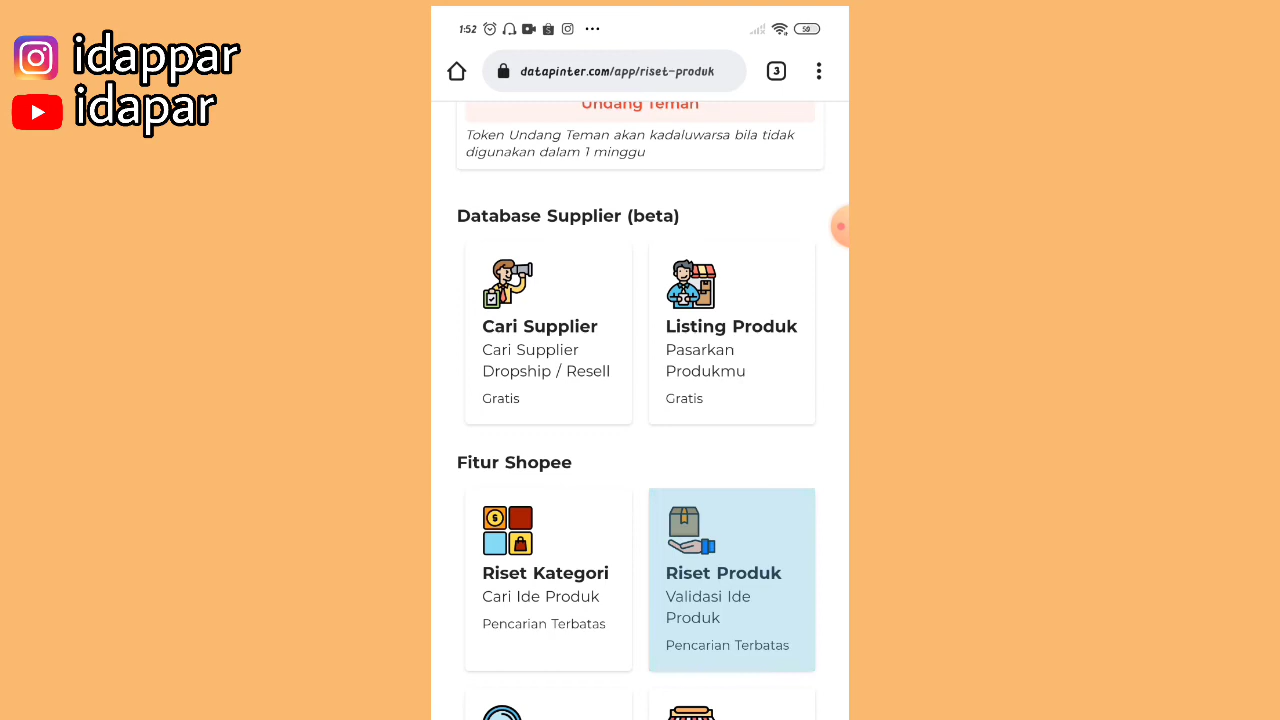 idappar
idapar
1:52
50
datapinter.com/app/riset-produk
3
Undang Teman
Token Undang Teman akan kadaluwarsa bila tidak
digunakan dalam 1 minggu
Database Supplier (beta)
Cari Supplier
Cari Supplier
Dropship / Resell
Gratis
Listing Produk
Pasarkan
Produkmu
Gratis
Fitur Shopee
Riset Kategori
Cari Ide Produk
Pencarian Terbatas
Riset Produk
Validasi Ide
Produk
Pencarian Terbatas